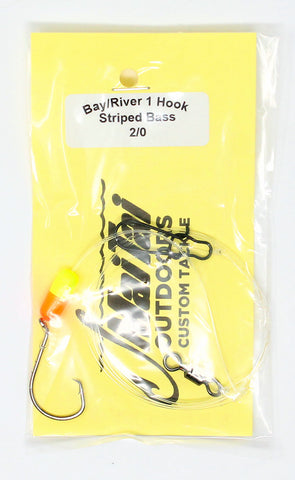 Bay/River 1 Hook
Striped Bass
2/0
OUTDOORS
CUSTOM TACKLE